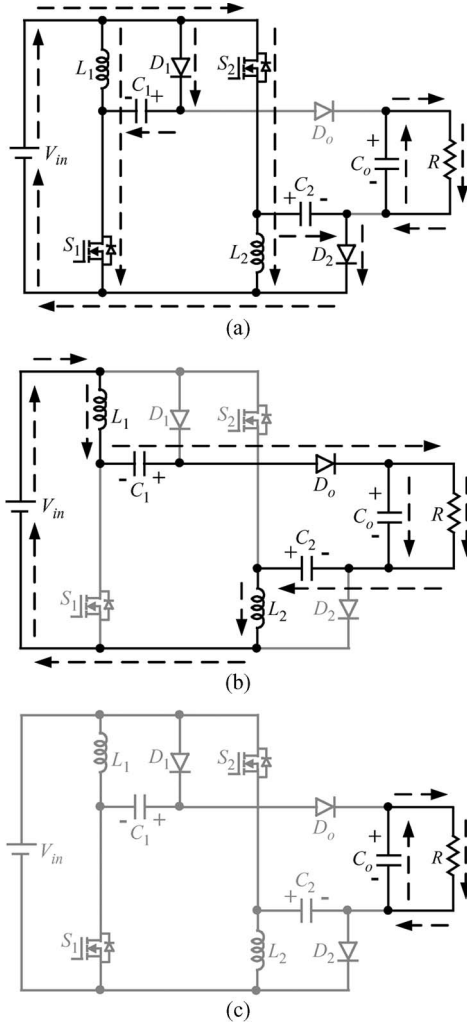 L1
D1
S2
- C1 +
Do
Vin
+
Co
-
R
S1
+ C2 -
L2
D2
(a)
L1
D1
S2
- C1 +
Do
Vin
+
Co
-
R
S1
+ C2 -
L2
D2
(b)
L1
D1
S2
- C1 +
Do
Vin
+
Co
-
R
S1
+ C2 -
L2
D2
(c)